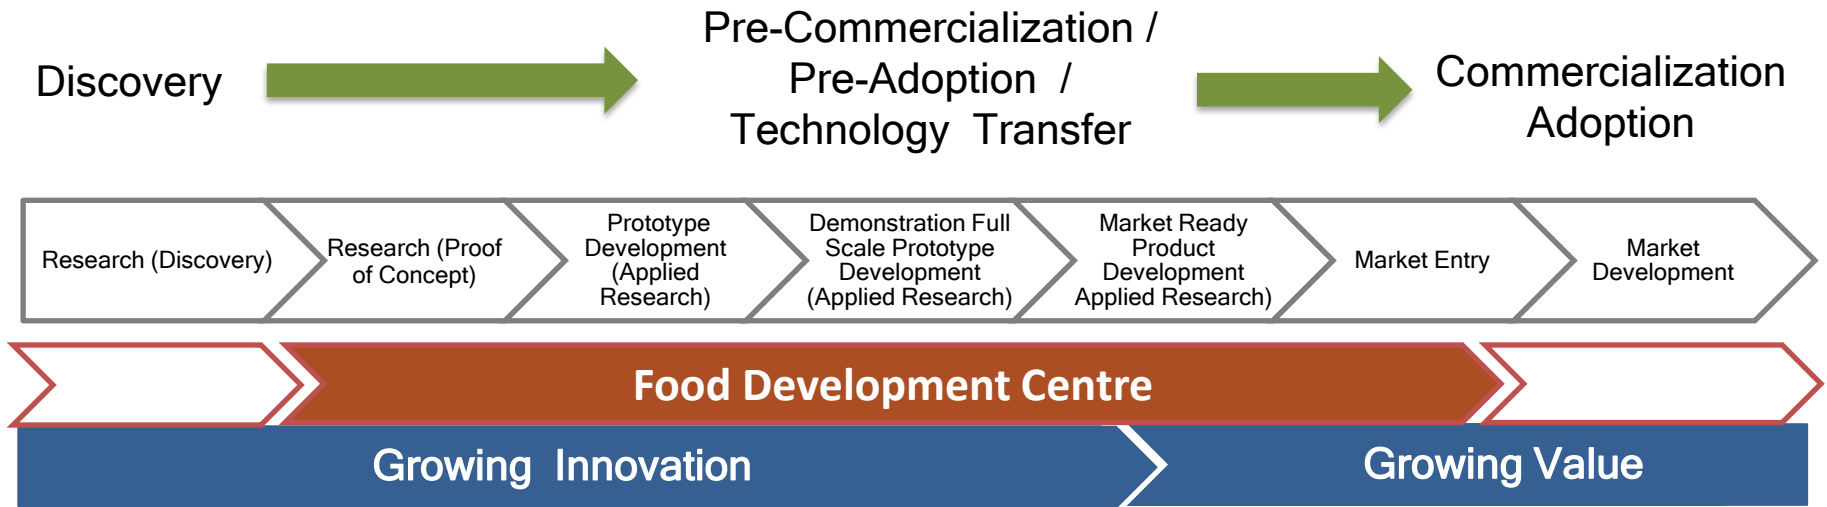 Discovery
Pre-Commercialization /
Pre-Adoption /
Technology Transfer
Commercialization
Adoption
Research (Discovery)
Research (Proof
of Concept)
Prototype
Development
(Applied
Research)
Demonstration Full
Scale Prototype
Development
(Applied Research)
Market Ready
Product
Development
Applied Research)
Market Entry
Market
Development
Food Development Centre
Growing Innovation
Growing Value